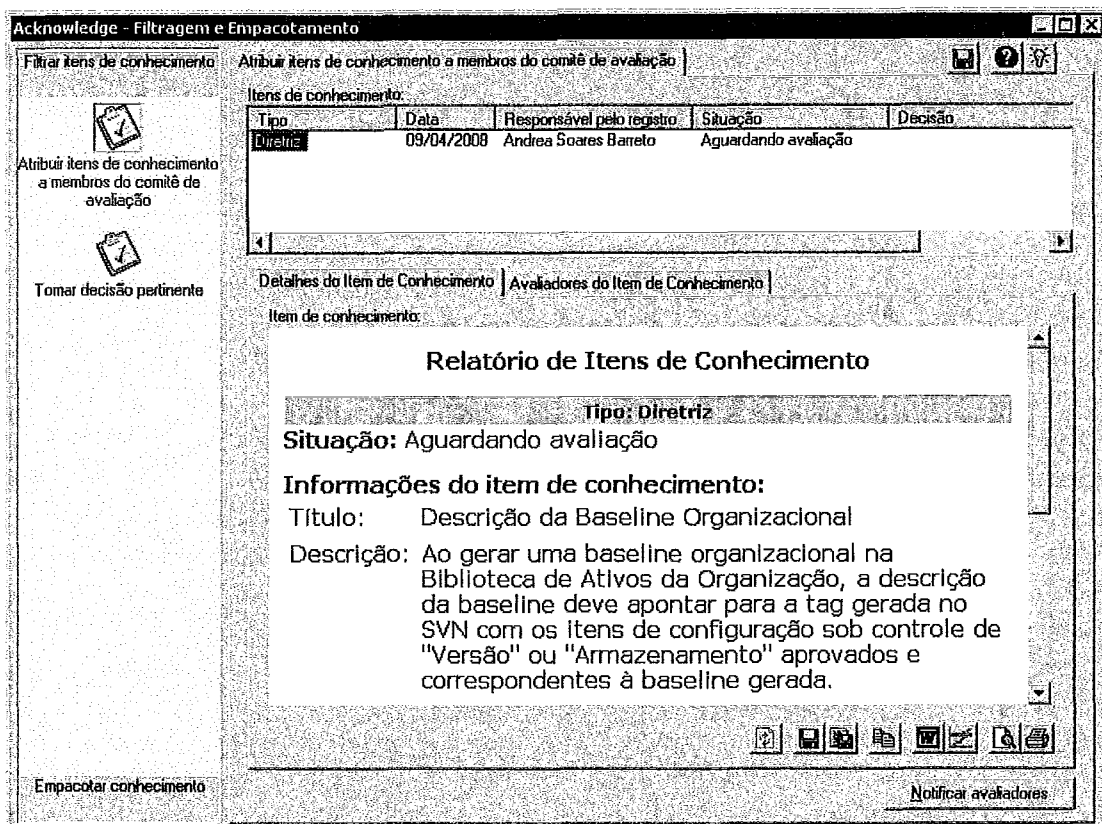 Acknowledge - Filtragem e Empacotamento
Filtrar itens de conhecimento
Atribuir itens de conhecimento a membros do comitê de avaliação
Tomar decisão pertinente
Empacotar conhecimento
Atribuir itens de conhecimento a membros do comitê de avaliação
Itens de conhecimento:
Tipo Data Responsável pelo registro Situação Decisão
Diretriz 09/04/2008 Andrea Soares Barreto Aguardando avaliação
Detalhes do Item de Conhecimento Avaliadores do Item de Conhecimento
Item de conhecimento:
Relatório de Itens de Conhecimento
Tipo: Diretriz
Situação: Aguardando avaliação
Informações do item de conhecimento:
Título: Descrição da Baseline Organizacional
Descrição: Ao gerar uma baseline organizacional na
Biblioteca de Ativos da Organização, a descrição
da baseline deve apontar para a tag gerada no
SVN com os itens de configuração sob controle de
"Versão" ou "Armazenamento" aprovados e
correspondentes à baseline gerada.
Notificar avaliadores